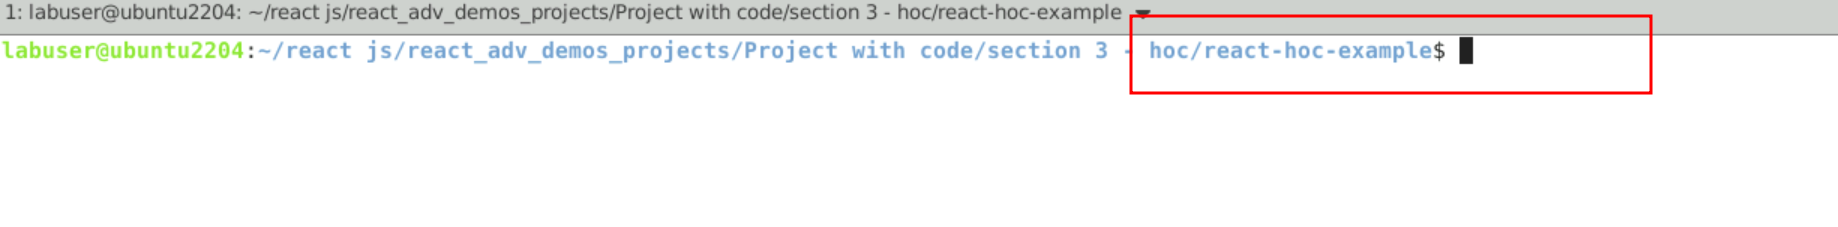 1: labuser@ubuntu2204: ~/react js/react_adv_demos_projects/Project with code/section 3 - hoc/react-hoc-example
labuser@ubuntu2204:~/react js/react_adv_demos_projects/Project with code/section 3 - hoc/react-hoc-example$